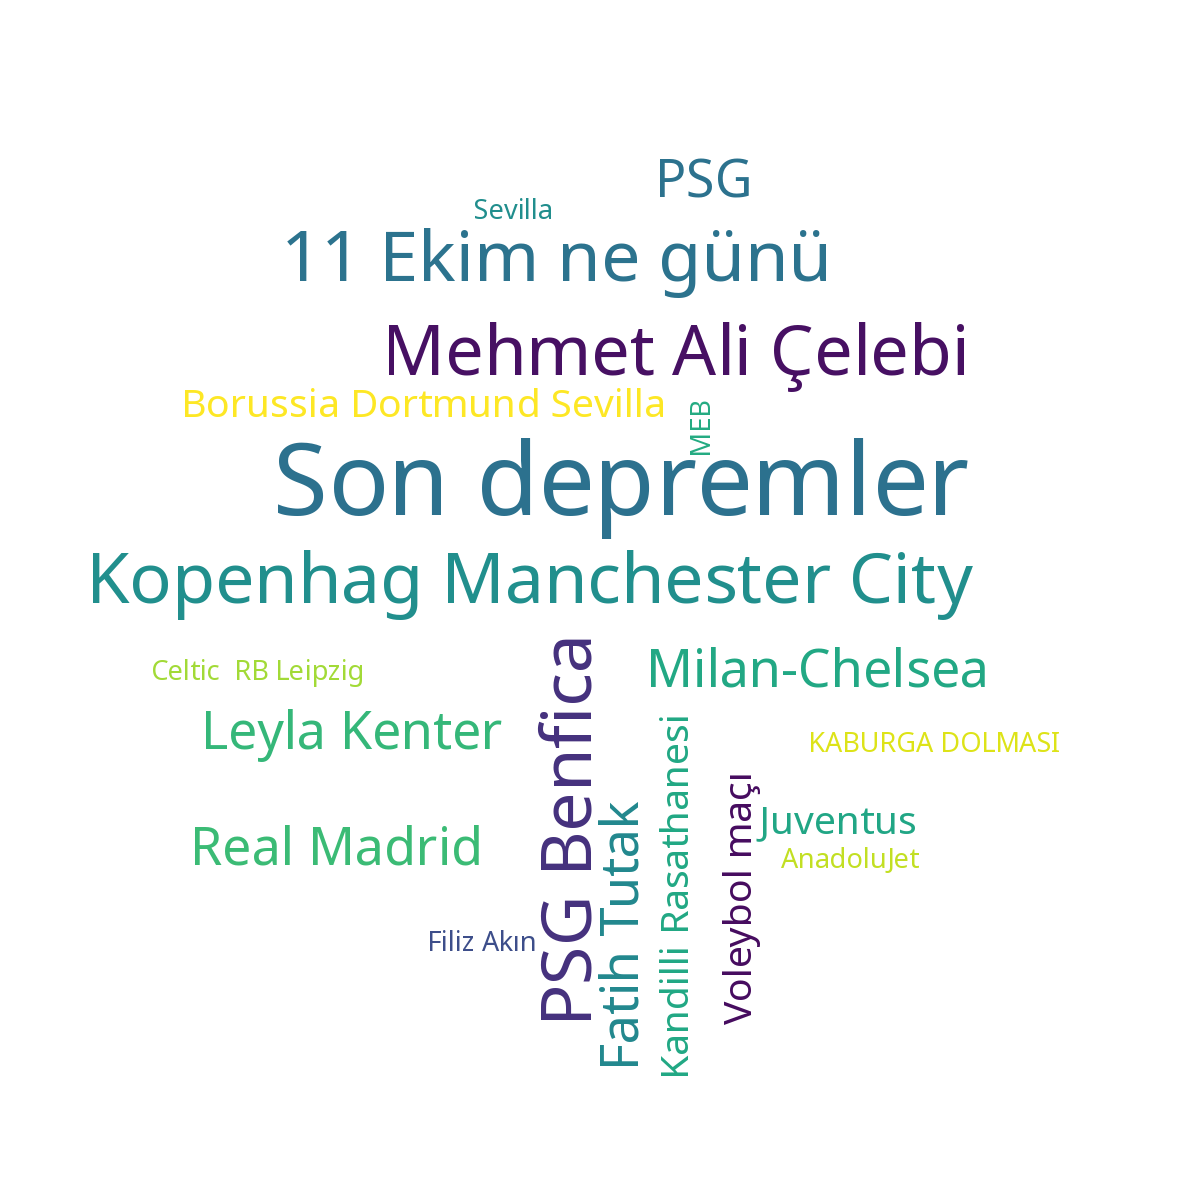 PSG
Sevilla
11 Ekim ne günü
Mehmet Ali Çelebi
Borussia Dortmund Sevilla
MEB
Son depremler
Kopenhag Manchester City
PSG Benfica
Milan-Chelsea
Celtic  RB Leipzig
Leyla Kenter
Kandilli Rasathanesi
KABURGA DOLMASI
Voleybol maçı
Fatih Tutak
Juventus
Real Madrid
AnadoluJet
Filiz Akın